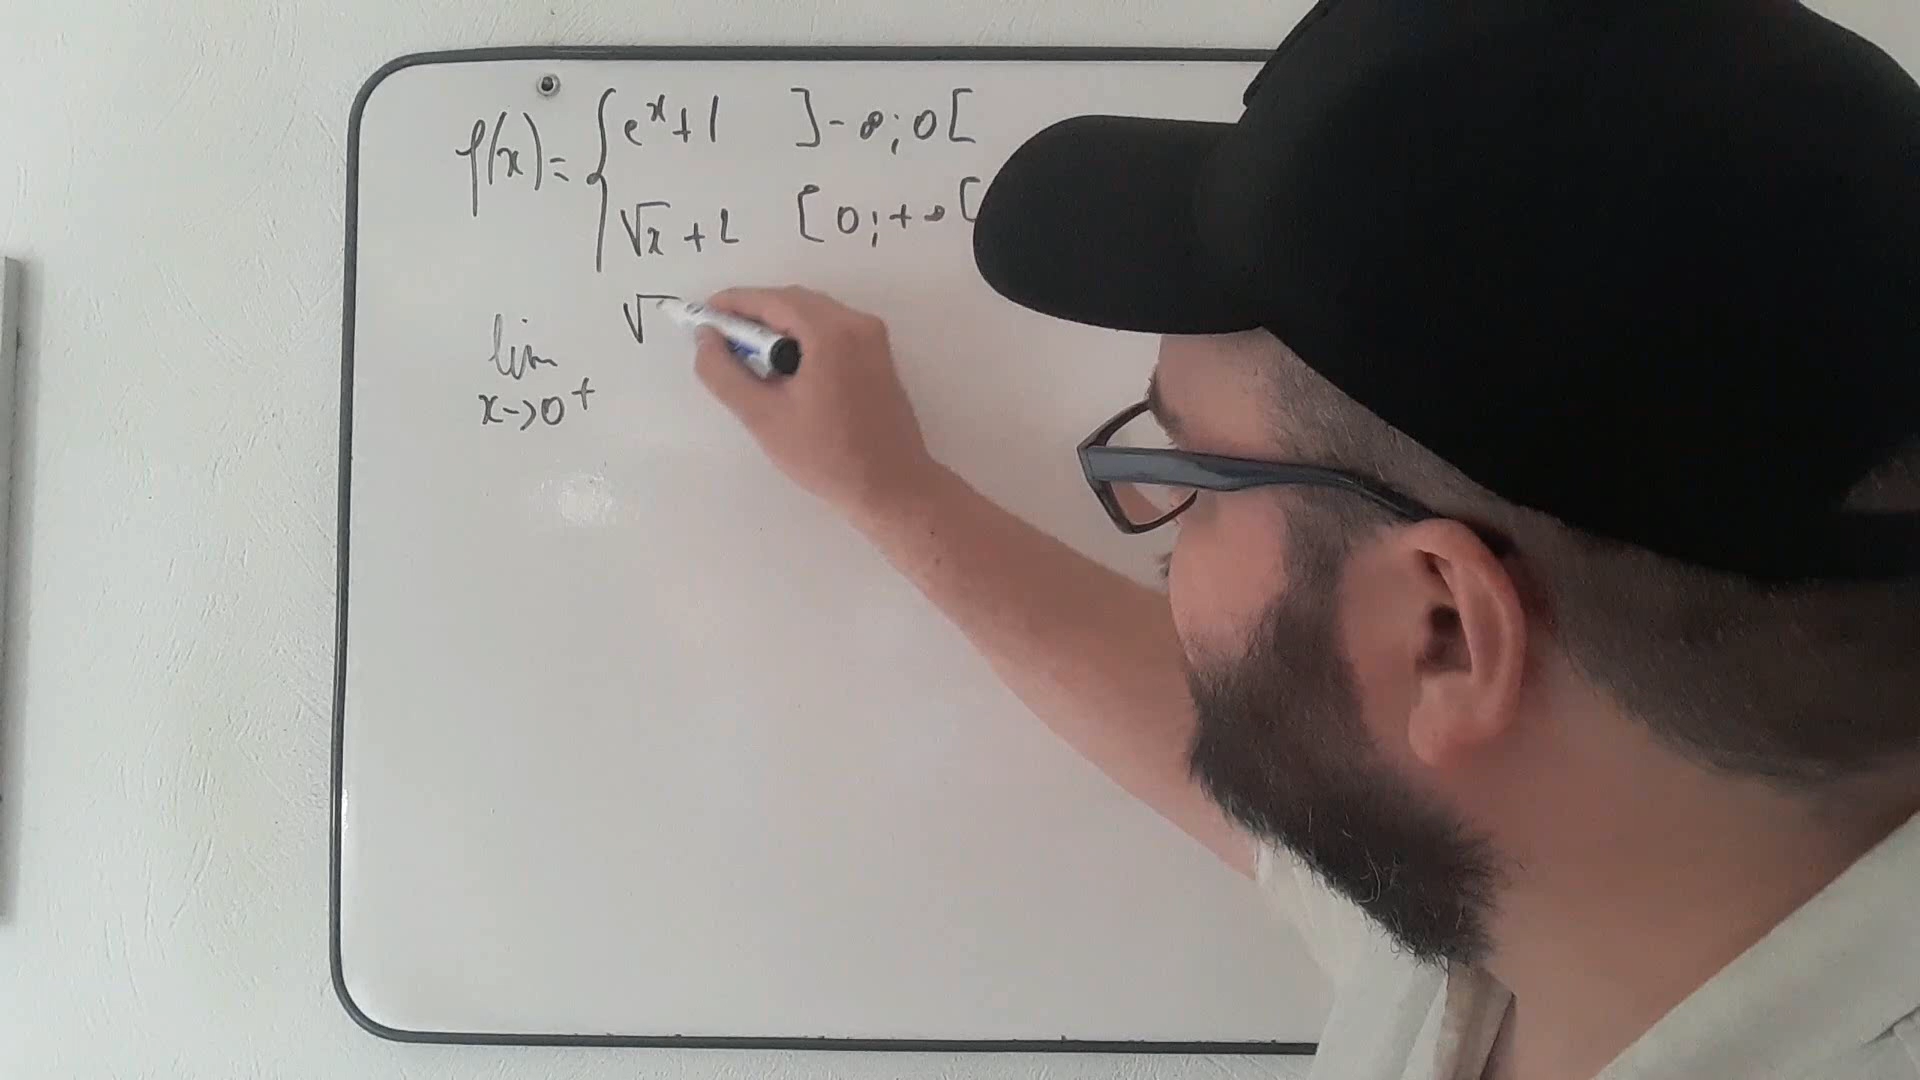 f(x) = { e^x + 1 ]-∞; 0[
√x + 2 [0; +∞[
lim √
x→0⁺